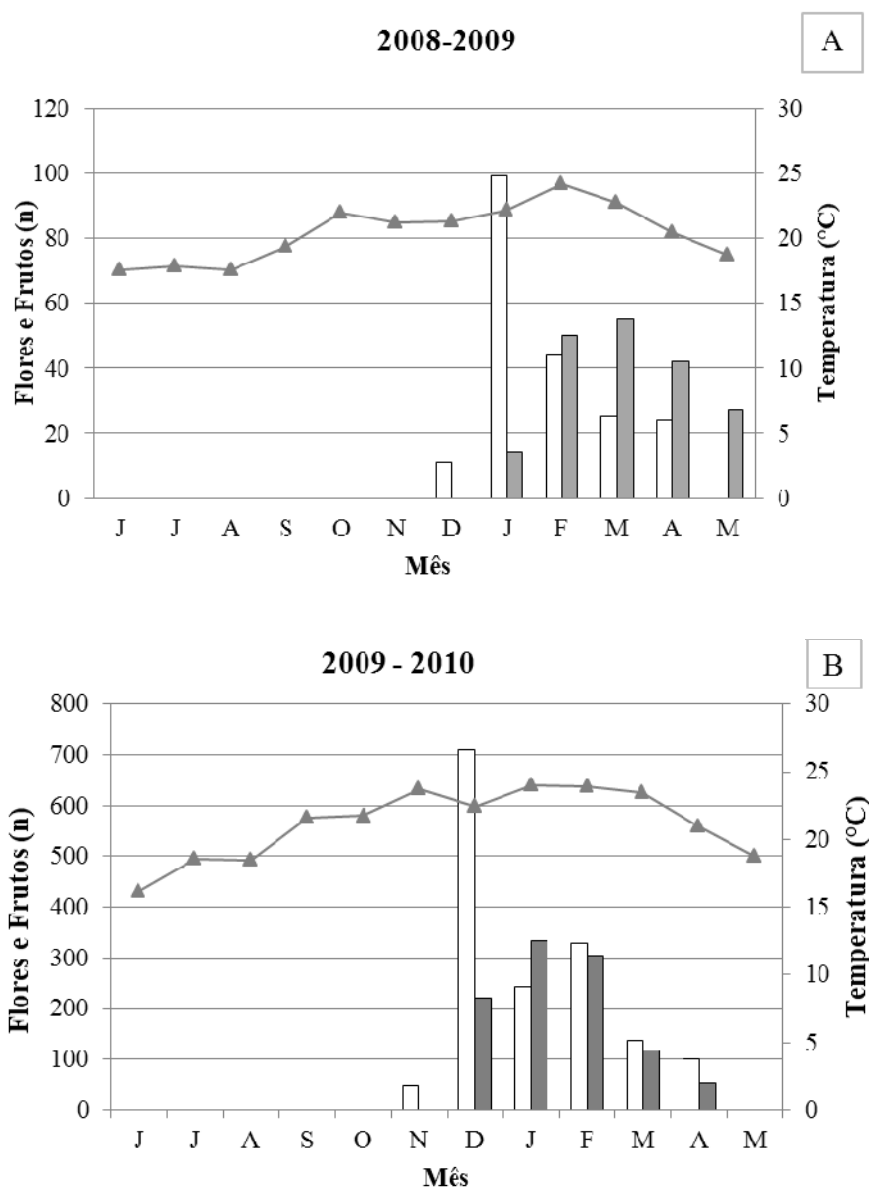 2008-2009
A
Flores e Frutos (n)
120
100
80
60
40
20
0
30
25
20
15
10
5
0
Temperatura (°C)
J J A S O N D J F M A M
Mês
2009 - 2010
B
Flores e Frutos (n)
800
700
600
500
400
300
200
100
0
30
25
20
15
10
5
0
Temperatura (°C)
J J A S O N D J F M A M
Mês